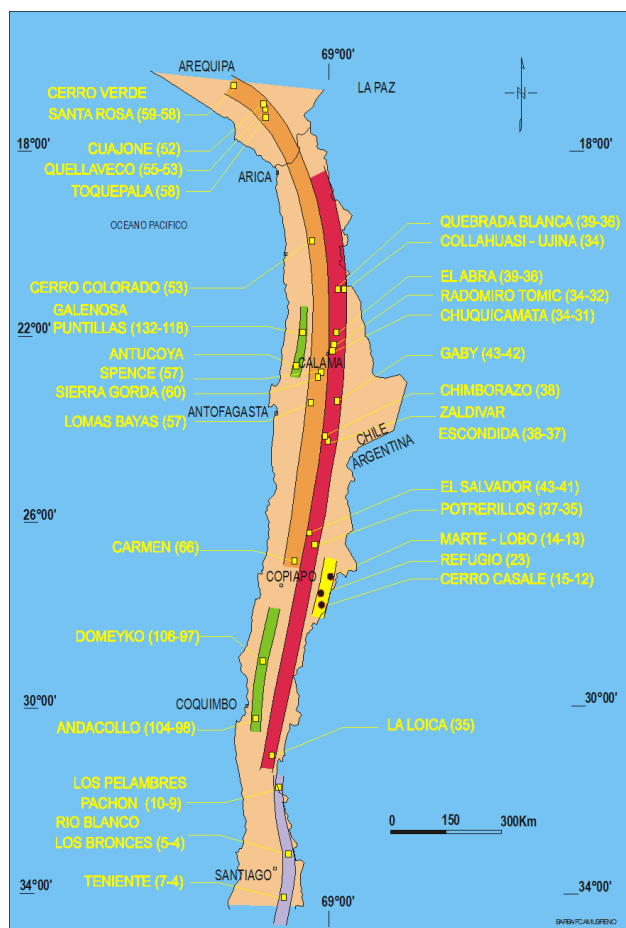 69°00'
AREQUIPA
LA PAZ
N
CERRO VERDE
SANTA ROSA (59-58)
18°00'
18°00'
CUAJONE (52)
QUELLAVECO (55-53)
TOQUEPALA (58)
ARICA
OCEANO PACIFICO
QUEBRADA BLANCA (39-36)
COLLAHUASI - UJINA (34)
CERRO COLORADO (53)
EL ABRA (39-36)
RADOMIRO TOMIC (34-32)
CHUQUICAMATA (34-31)
GALENOSA
PUNTILLAS (132-118)
22°00'
22°00'
ANTUCOYA
CALAMA
GABY (43-42)
SPENCE (57)
SIERRA GORDA (60)
CHIMBORAZO (38)
LOMAS BAYAS (57)
ANTOFAGASTA
ZALDIVAR
ESCONDIDA (38-37)
CHILE
ARGENTINA
EL SALVADOR (43-41)
POTRERILLOS (37-35)
26°00'
26°00'
CARMEN (66)
MARTE - LOBO (14-13)
REFUGIO (23)
CERRO CASALE (15-12)
COPIAPO
DOMEYKO (106-97)
COQUIMBO
30°00'
30°00'
ANDACOLLO (104-98)
LA LOICA (35)
LOS PELAMBRES
PACHON (10-9)
RIO BLANCO
LOS BRONCES (5-4)
0 150 300Km
SANTIAGO
TENIENTE (7-4)
34°00'
34°00'
69°00'